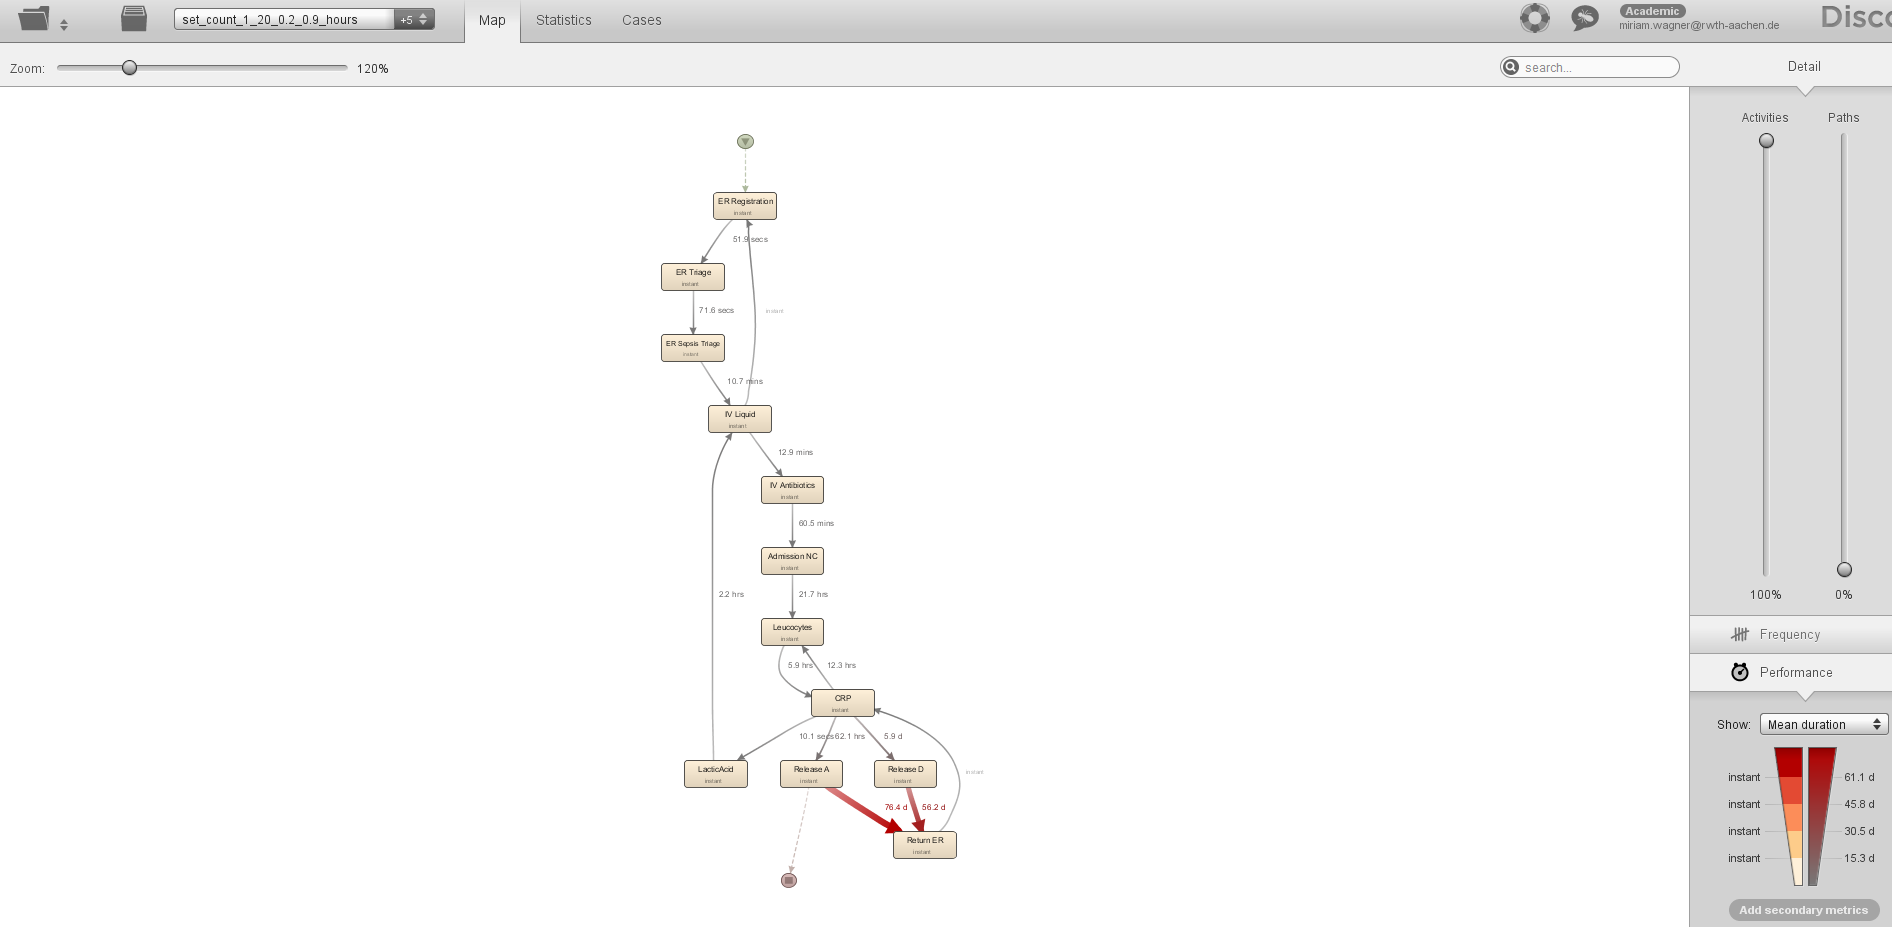 set_count_1_20_0.2_0.9_hours
+5
Map
Statistics
Cases
Academic
miriam.wagner@rwth-aachen.de
Disco
Zoom:
120%
search...
Detail
Activities
Paths
100%
0%
Frequency
Performance
Show:
Mean duration
instant
61.1 d
instant
45.8 d
instant
30.5 d
instant
15.3 d
Add secondary metrics
ER Registration
instant
51.9 secs
ER Triage
instant
71.6 secs
instant
ER Sepsis Triage
instant
10.7 mins
IV Liquid
instant
12.9 mins
IV Antibiotics
instant
60.5 mins
Admission NC
instant
2.2 hrs
21.7 hrs
Leucocytes
instant
5.9 hrs
12.3 hrs
CRP
instant
10.1 secs
62.1 hrs
5.9 d
LacticAcid
instant
Release A
instant
Release D
instant
instant
76.4 d
56.2 d
Return ER
instant